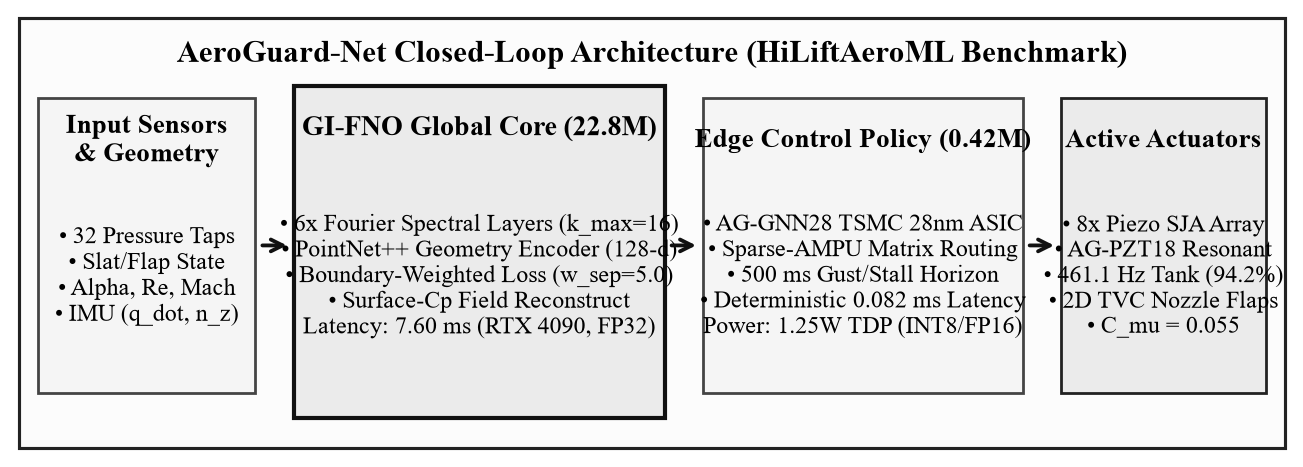 AeroGuard-Net Closed-Loop Architecture (HiLiftAeroML Benchmark)
Input Sensors
& Geometry
• 32 Pressure Taps
• Slat/Flap State
• Alpha, Re, Mach
• IMU (q_dot, n_z)
GI-FNO Global Core (22.8M)
• 6x Fourier Spectral Layers (k_max=16)
• PointNet++ Geometry Encoder (128-d)
• Boundary-Weighted Loss (w_sep=5.0)
• Surface-Cp Field Reconstruct
Latency: 7.60 ms (RTX 4090, FP32)
Edge Control Policy (0.42M)
• AG-GNN28 TSMC 28nm ASIC
• Sparse-AMPU Matrix Routing
• 500 ms Gust/Stall Horizon
• Deterministic 0.082 ms Latency
Power: 1.25W TDP (INT8/FP16)
Active Actuators
• 8x Piezo SJA Array
• AG-PZT18 Resonant
• 461.1 Hz Tank (94.2%)
• 2D TVC Nozzle Flaps
• C_mu = 0.055